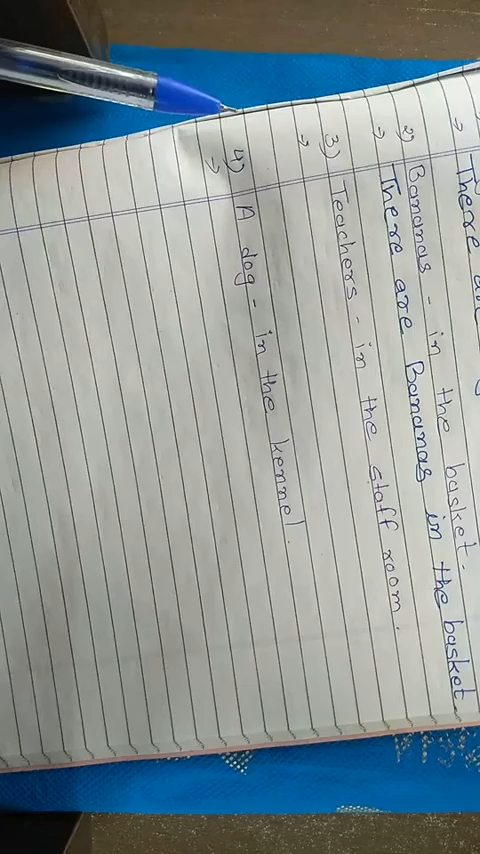 There are
2) Bananas - in the basket.
There are Bananas in the basket
3) Teachers - in the staff room.
4) A dog - in the kennel.